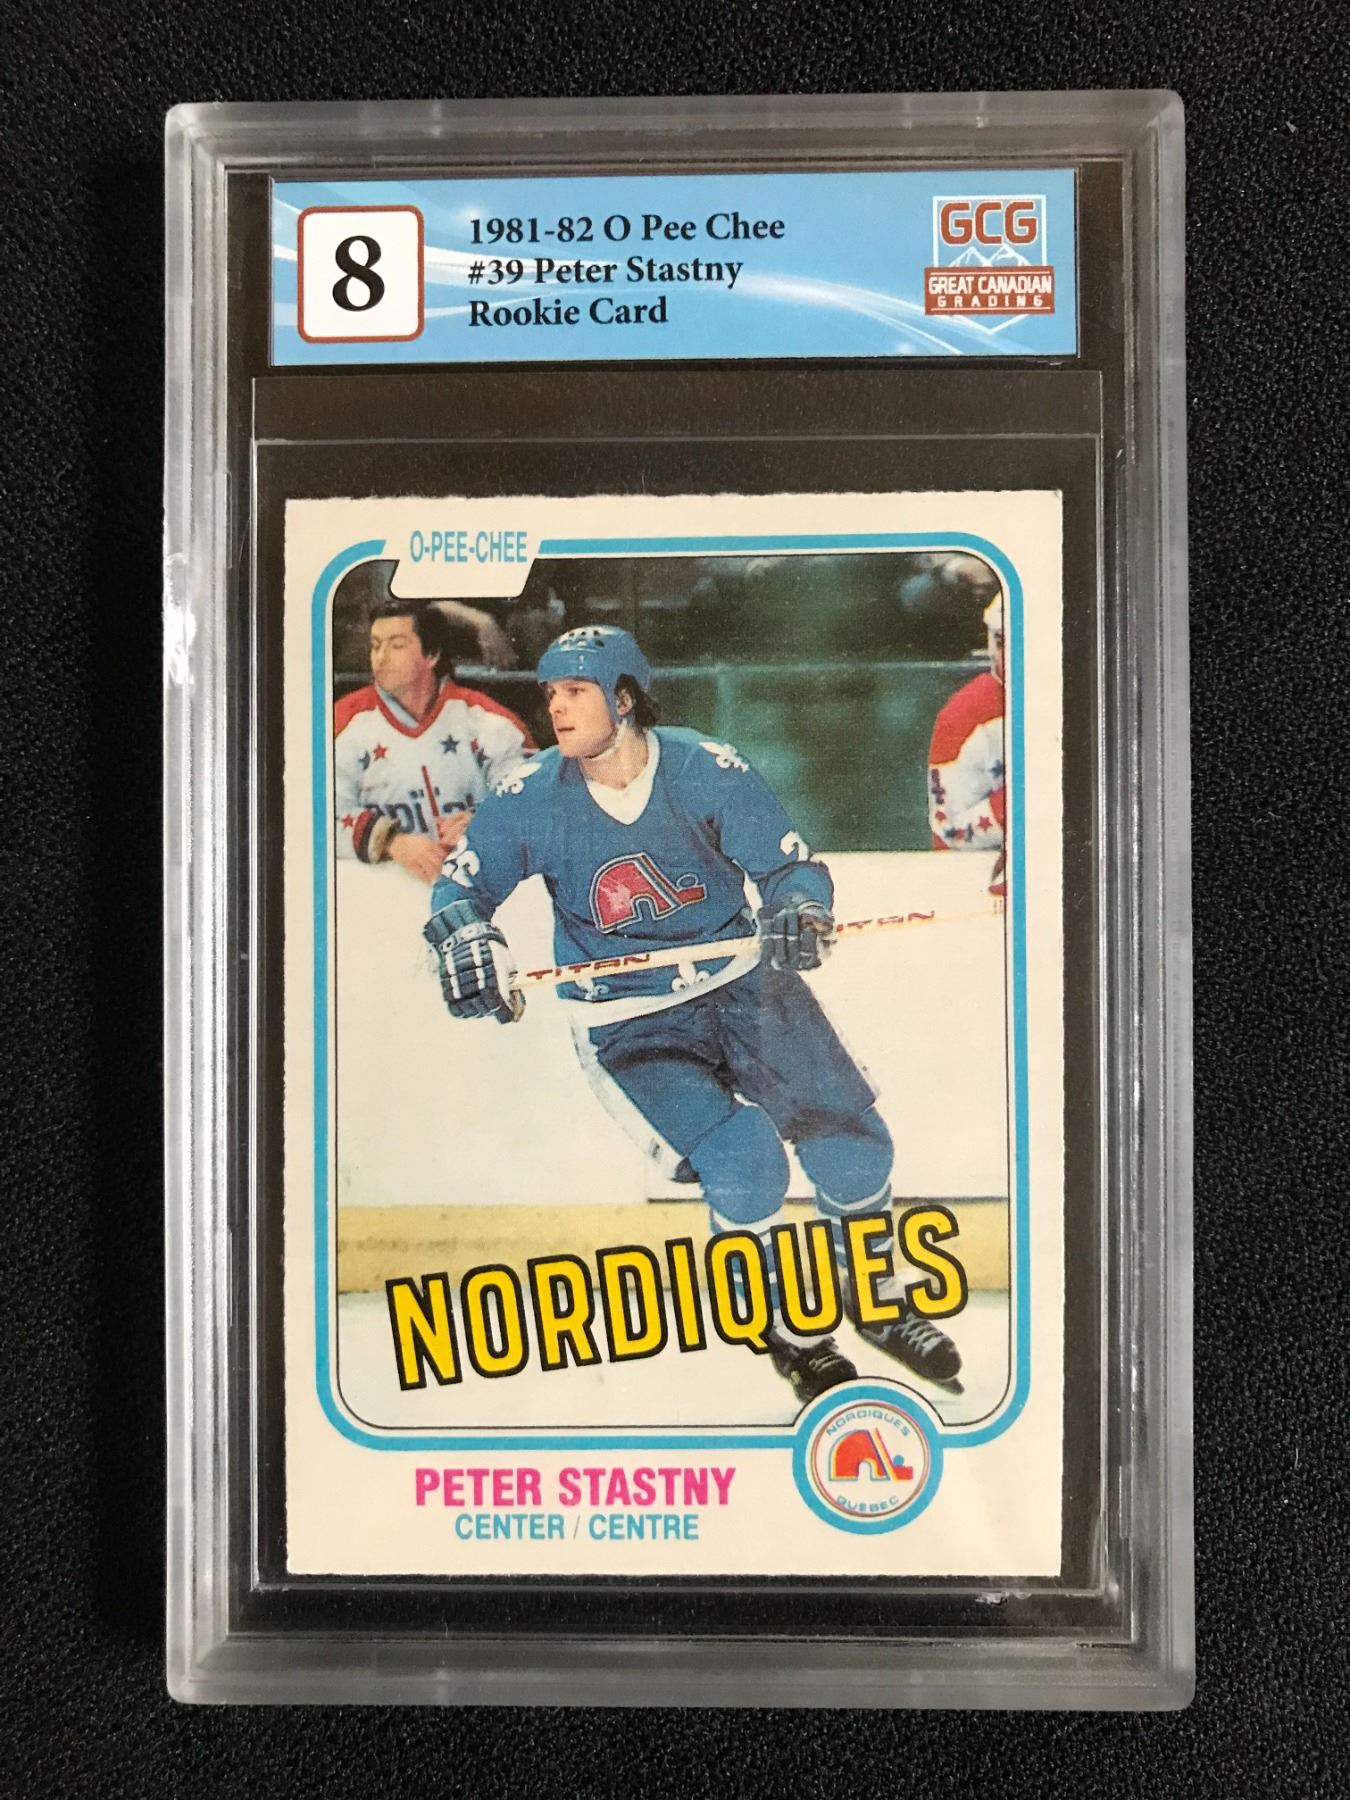 8
1981-82 O Pee Chee
#39 Peter Stastny
Rookie Card
GCG
GREAT CANADIAN
GRADING
O-PEE-CHEE
TITAN
TITAN
NORDIQUES
NORDIQUES
QUEBEC
PETER STASTNY
CENTER / CENTRE